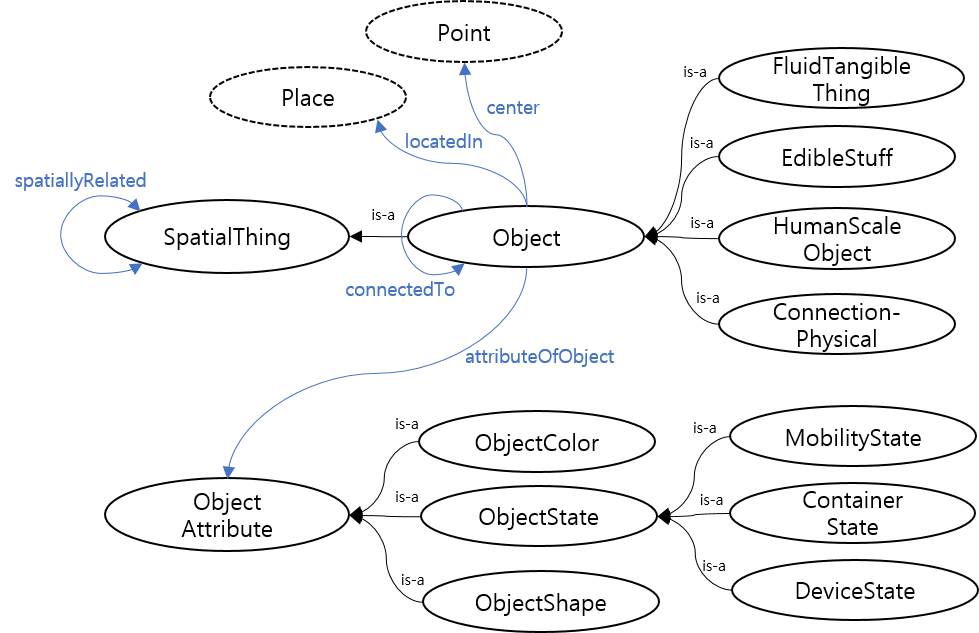 Point
is-a
FluidTangible
Thing
Place
center
locatedIn
is-a
EdibleStuff
spatiallyRelated
SpatialThing
is-a
Object
is-a
HumanScale
Object
connectedTo
is-a
Connection-
Physical
attributeOfObject
is-a
ObjectColor
is-a
MobilityState
Object
Attribute
is-a
ObjectState
is-a
Container
State
is-a
ObjectShape
is-a
DeviceState